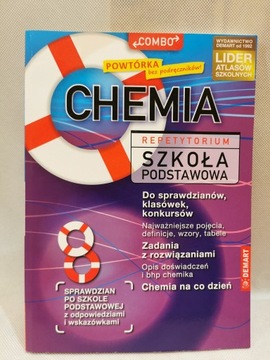 COMBO
POWTÓRKA
bez podręczników!
WYDAWNICTWO
DEMART od 1992
LIDER
ATLASÓW
SZKOLNYCH
CHEMIA
REPETYTORIUM
SZKOŁA
PODSTAWOWA
Do sprawdzianów,
klasówek,
konkursów
Najważniejsze pojęcia,
definicje, wzory, tabele
Zadania
z rozwiązaniami
Opis doświadczeń
i bhp chemika
Chemia na co dzień
SPRAWDZIAN
PO SZKOLE
PODSTAWOWEJ
z odpowiedziami
i wskazówkami
DEMART